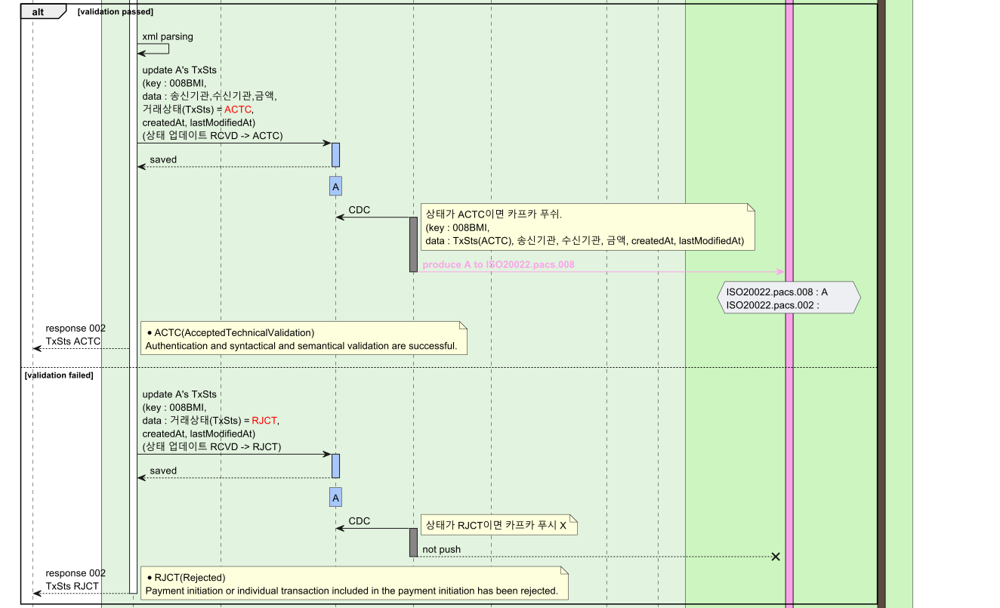 alt [validation passed]
xml parsing
update A's TxSts
(key : 008BMI,
data : 송신기관,수신기관,금액,
거래상태(TxSts) = ACTC,
createdAt, lastModifiedAt)
(상태 업데이트 RCVD -> ACTC)
saved
A
CDC
상태가 ACTC이면 카프카 푸쉬.
(key : 008BMI,
data : TxSts(ACTC), 송신기관, 수신기관, 금액, createdAt, lastModifiedAt)
produce A to ISO20022.pacs.008
ISO20022.pacs.008 : A
ISO20022.pacs.002 :
response 002
TxSts ACTC
• ACTC(AcceptedTechnicalValidation)
Authentication and syntactical and semantical validation are successful.
[validation failed]
update A's TxSts
(key : 008BMI,
data : 거래상태(TxSts) = RJCT,
createdAt, lastModifiedAt)
(상태 업데이트 RCVD -> RJCT)
saved
A
CDC
상태가 RJCT이면 카프카 푸시 X
not push
response 002
TxSts RJCT
• RJCT(Rejected)
Payment initiation or individual transaction included in the payment initiation has been rejected.